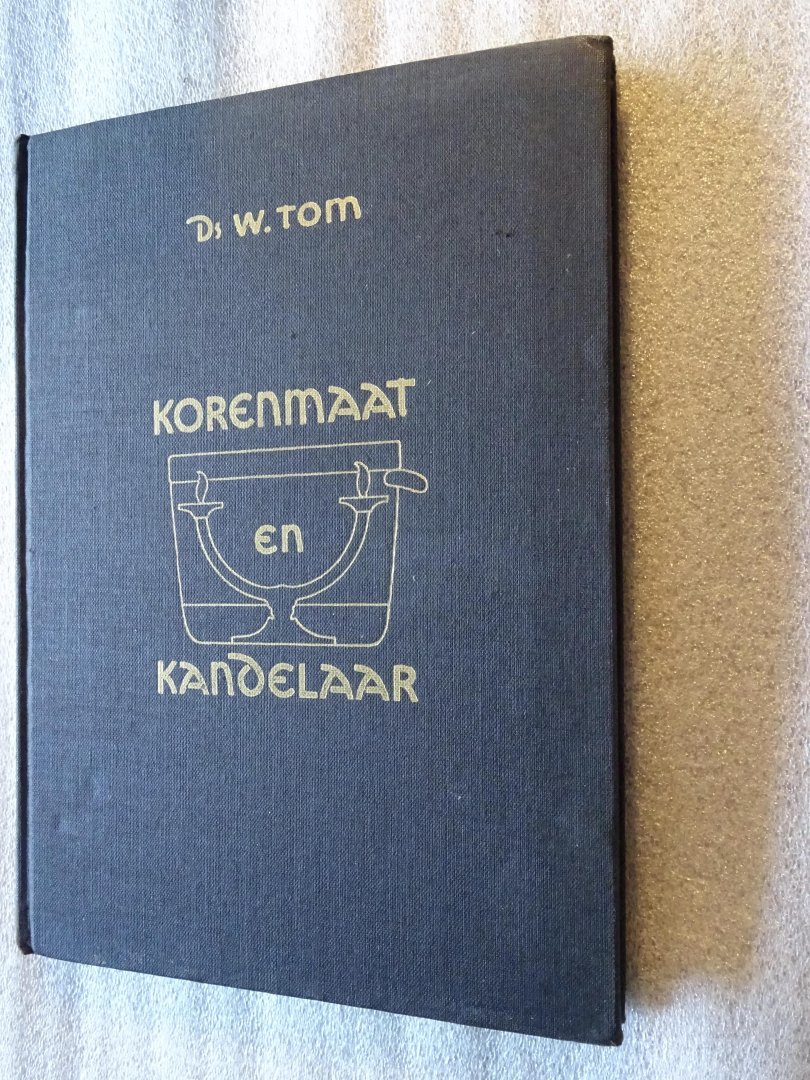 Ds W. TOM
KORENMAAT
EN
KANDELAAR